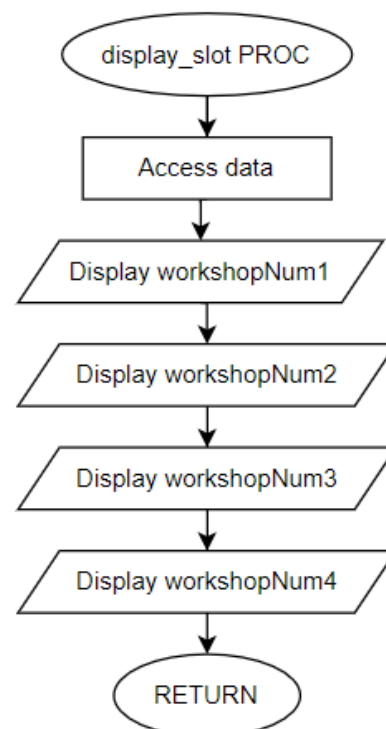 display_slot PROC
Access data
Display workshopNum1
Display workshopNum2
Display workshopNum3
Display workshopNum4
RETURN